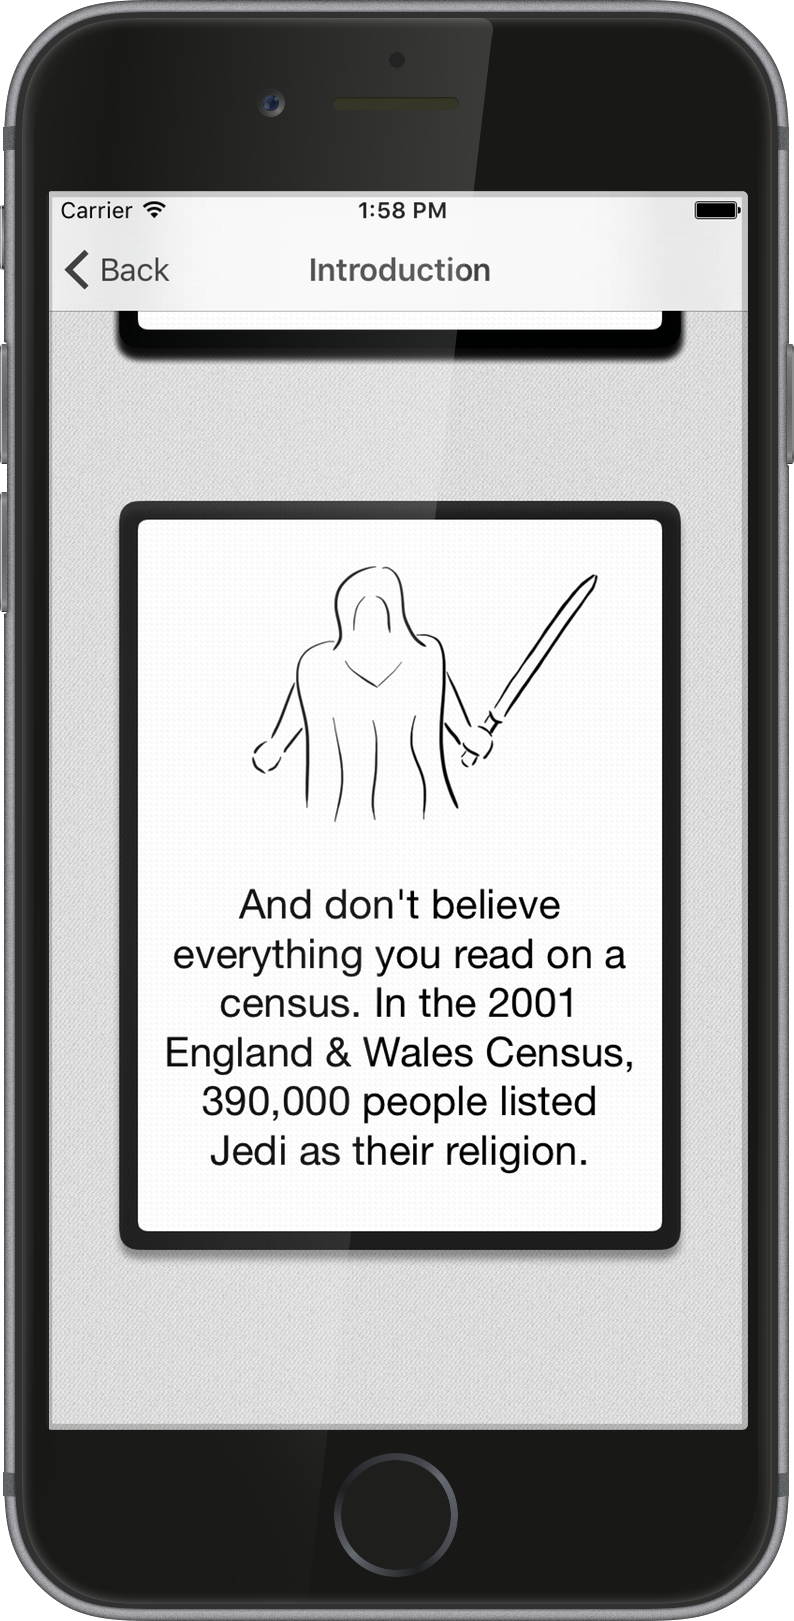 Carrier 1:58 PM
Back Introduction
And don't believe
everything you read on a
census. In the 2001
England & Wales Census,
390,000 people listed
Jedi as their religion.